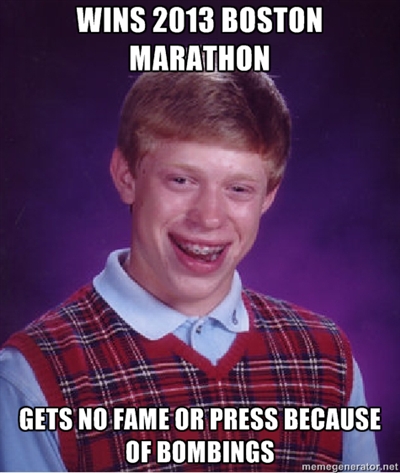 WINS 2013 BOSTON
MARATHON
GETS NO FAME OR PRESS BECAUSE
OF BOMBINGS
memegenerator.net